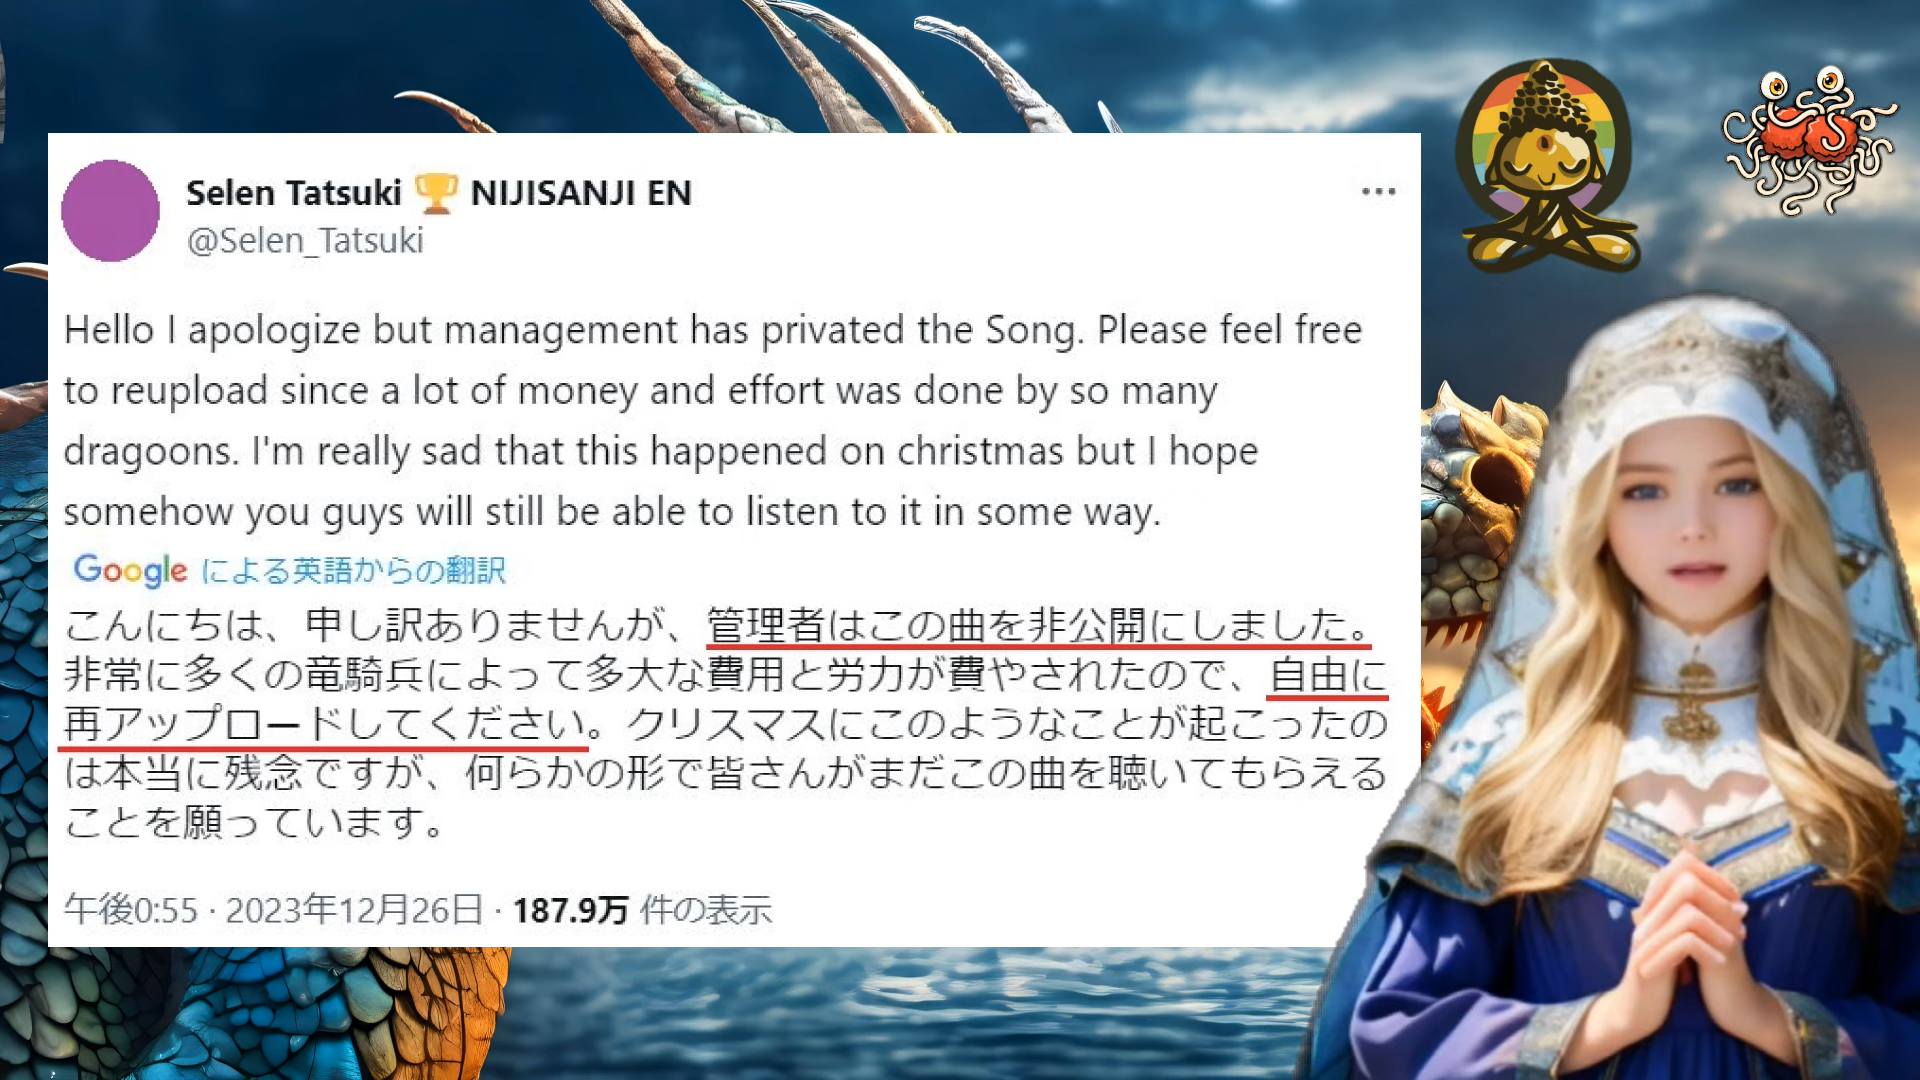 Selen Tatsuki 🏆 NIJISANJI EN
@Selen_Tatsuki
Hello I apologize but management has privated the Song. Please feel free
to reupload since a lot of money and effort was done by so many
dragoons. I'm really sad that this happened on christmas but I hope
somehow you guys will still be able to listen to it in some way.
Google による英語からの翻訳
こんにちは、申し訳ありませんが、管理者はこの曲を非公開にしました。
非常に多くの竜騎兵によって多大な費用と労力が費やされたので、自由に
再アップロードしてください。クリスマスにこのようなことが起こったの
は本当に残念ですが、何らかの形で皆さんがまだこの曲を聴いてもらえる
ことを願っています。
午後0:55 · 2023年12月26日 · 187.9万 件の表示